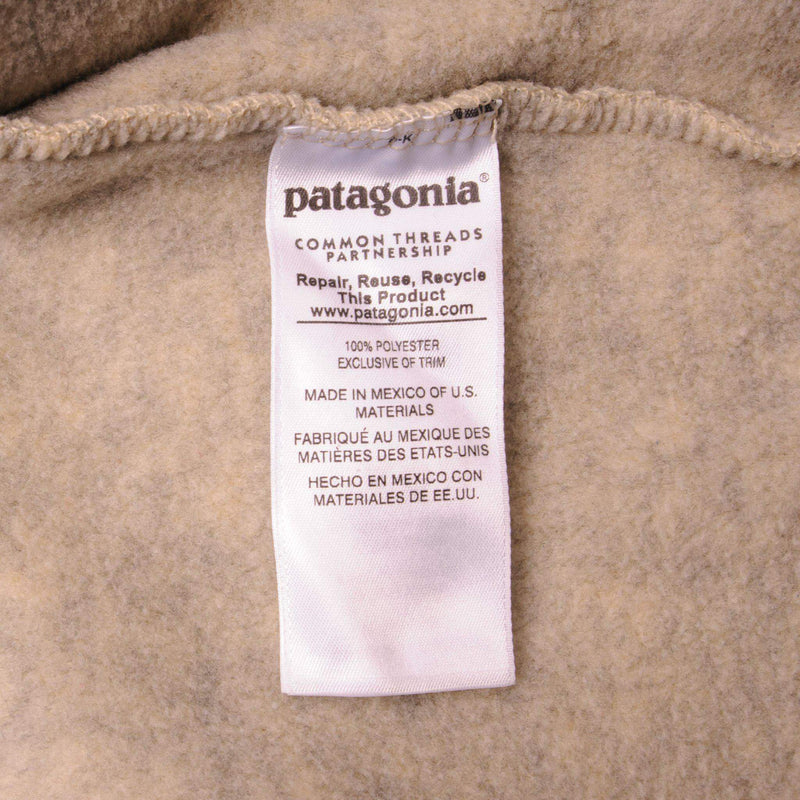 patagonia®
COMMON THREADS
PARTNERSHIP
Repair, Reuse, Recycle
This Product
www.patagonia.com
100% POLYESTER
EXCLUSIVE OF TRIM
MADE IN MEXICO OF U.S.
MATERIALS
FABRIQUÉ AU MEXIQUE DES
MATIÈRES DES ETATS-UNIS
HECHO EN MEXICO CON
MATERIALES DE EE.UU.